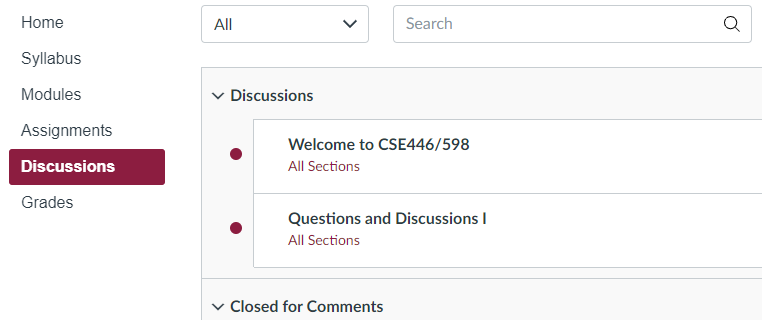 Home
Syllabus
Modules
Assignments
Discussions
Grades
All
Search
Discussions
Welcome to CSE446/598
All Sections
Questions and Discussions I
All Sections
Closed for Comments